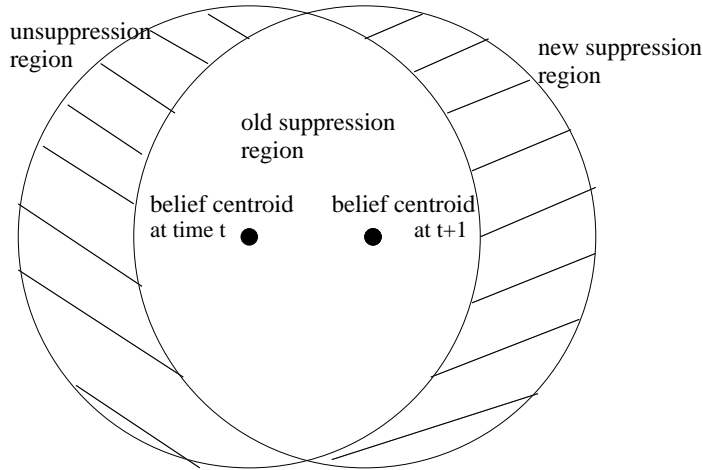 unsuppression
region
new suppression
region
old suppression
region
belief centroid
at time t
belief centroid
at t+1